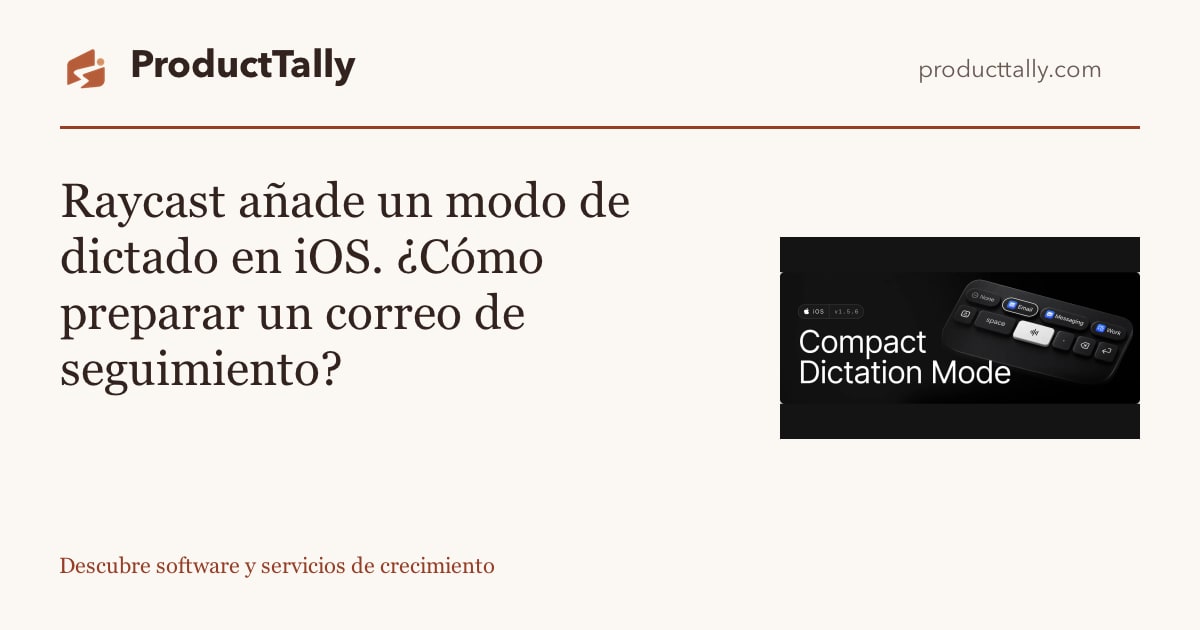 ProductTally
producttally.com
Raycast añade un modo de
dictado en iOS. ¿Cómo
preparar un correo de
seguimiento?
iOS v1.5.6
Compact
Dictation Mode
None Email Messaging Work
space
Descubre software y servicios de crecimiento